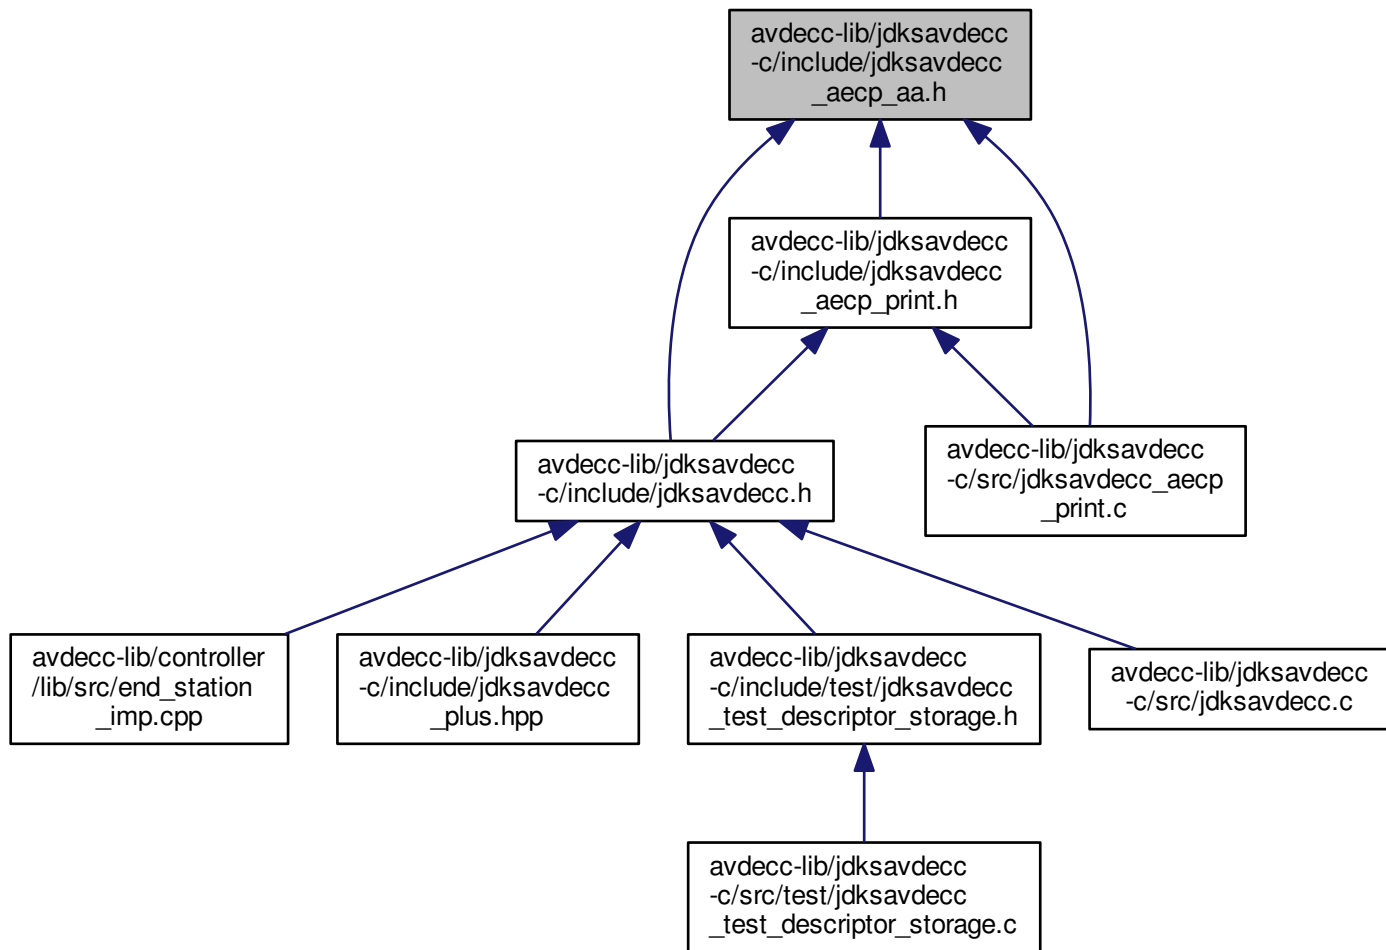 avdecc-lib/jdksavdecc
-c/include/jdksavdecc
_aecp_aa.h
avdecc-lib/jdksavdecc
-c/include/jdksavdecc
_aecp_print.h
avdecc-lib/jdksavdecc
-c/include/jdksavdecc.h
avdecc-lib/jdksavdecc
-c/src/jdksavdecc_aecp
_print.c
avdecc-lib/controller
/lib/src/end_station
_imp.cpp
avdecc-lib/jdksavdecc
-c/include/jdksavdecc
_plus.hpp
avdecc-lib/jdksavdecc
-c/include/test/jdksavdecc
_test_descriptor_storage.h
avdecc-lib/jdksavdecc
-c/src/jdksavdecc.c
avdecc-lib/jdksavdecc
-c/src/test/jdksavdecc
_test_descriptor_storage.c